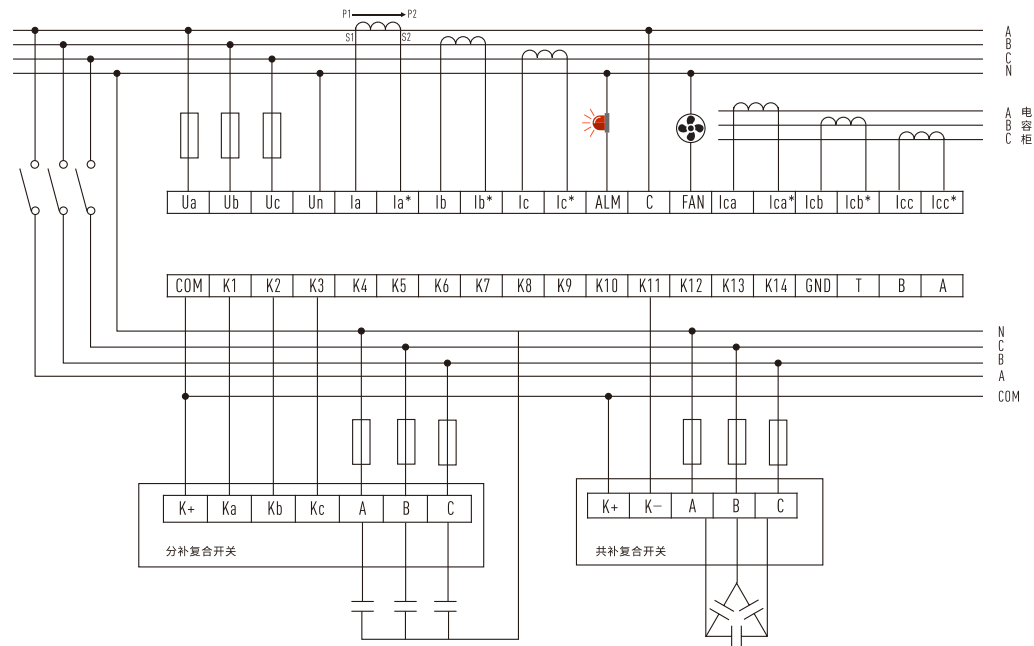 P1 P2
S1 S2
A
B
C
N
A 电
B 容
C 柜
Ua Ub Uc Un Ia Ia* Ib Ib* Ic Ic* ALM C FAN Ica Ica* Icb Icb* Icc Icc*
COM K1 K2 K3 K4 K5 K6 K7 K8 K9 K10 K11 K12 K13 K14 GND T B A
N
C
B
A
COM
K+ Ka Kb Kc A B C
分补复合开关
K+ K− A B C
共补复合开关